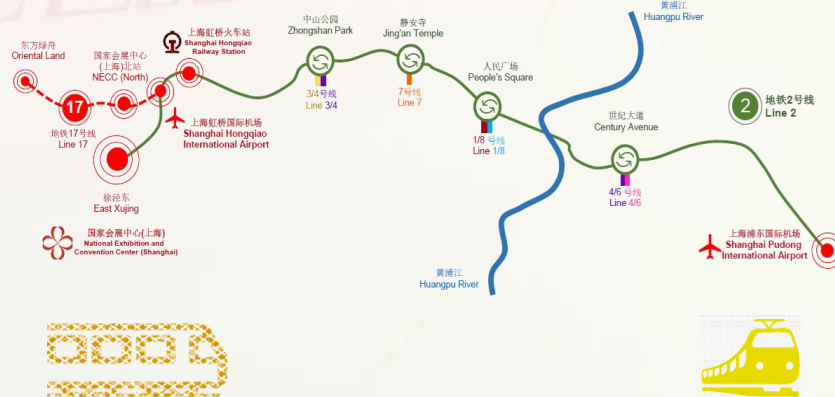 东方绿舟
Oriental Land
国家会展中心
(上海)北站
NECC (North)
上海虹桥火车站
Shanghai Hongqiao
Railway Station
中山公园
Zhongshan Park
静安寺
Jing'an Temple
黄浦江
Huangpu River
人民广场
People's Square
17
地铁17号线
Line 17
3/4号线
Line 3/4
7号线
Line 7
2
地铁2号线
Line 2
世纪大道
Century Avenue
上海虹桥国际机场
Shanghai Hongqiao
International Airport
1/8 号线
Line 1/8
徐泾东
East Xujing
4/6 号线
Line 4/6
国家会展中心(上海)
National Exhibition and
Convention Center (Shanghai)
上海浦东国际机场
Shanghai Pudong
International Airport
黄浦江
Huangpu River